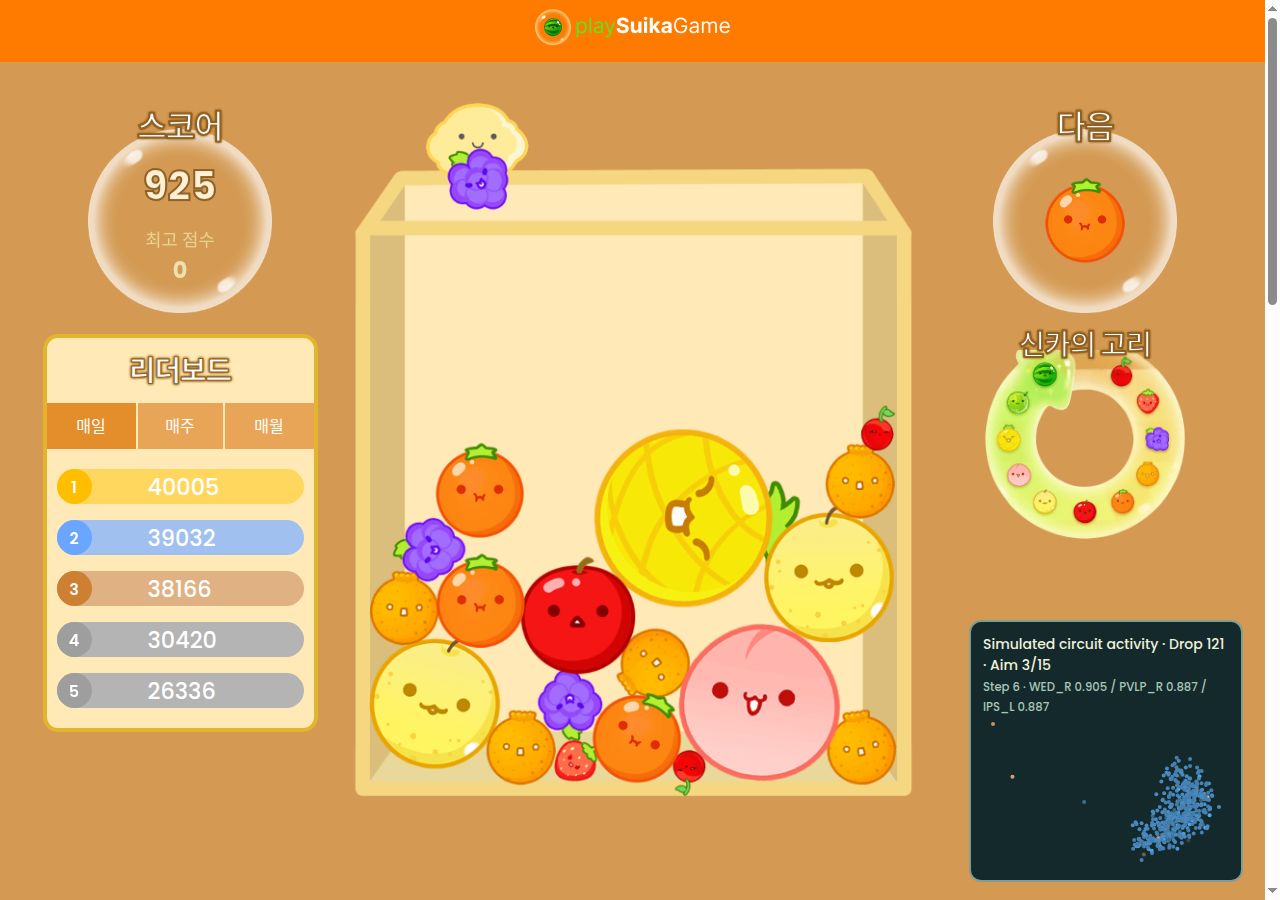 playSuikaGame
스코어
925
최고 점수
0
리더보드
매일
매주
매월
1
40005
2
39032
3
38166
4
30420
5
26336
다음
신카의 고리
Simulated circuit activity · Drop 121
· Aim 3/15
Step 6 · WED_R 0.905 / PVLP_R 0.887 /
IPS_L 0.887